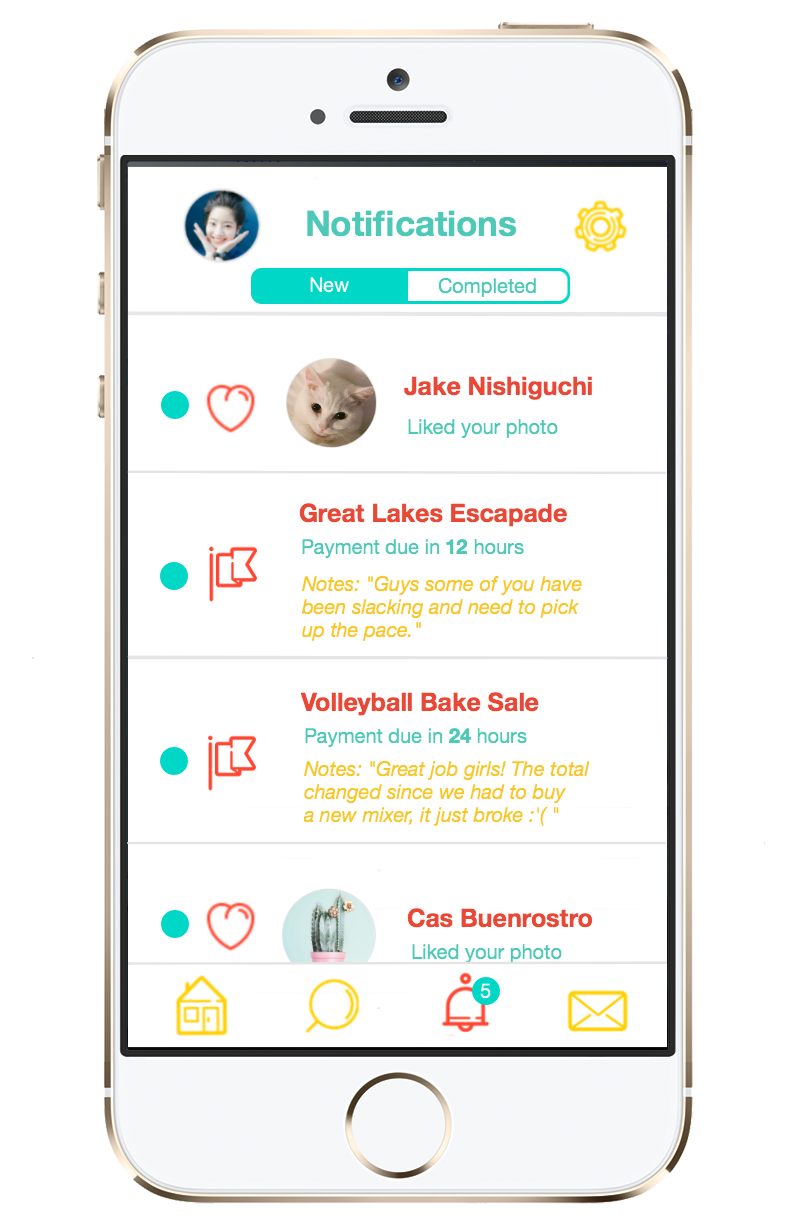 Notifications
New
Completed
Jake Nishiguchi
Liked your photo
Great Lakes Escapade
Payment due in 12 hours
Notes: "Guys some of you have
been slacking and need to pick
up the pace."
Volleyball Bake Sale
Payment due in 24 hours
Notes: "Great job girls! The total
changed since we had to buy
a new mixer, it just broke :'( "
Cas Buenrostro
Liked your photo
5